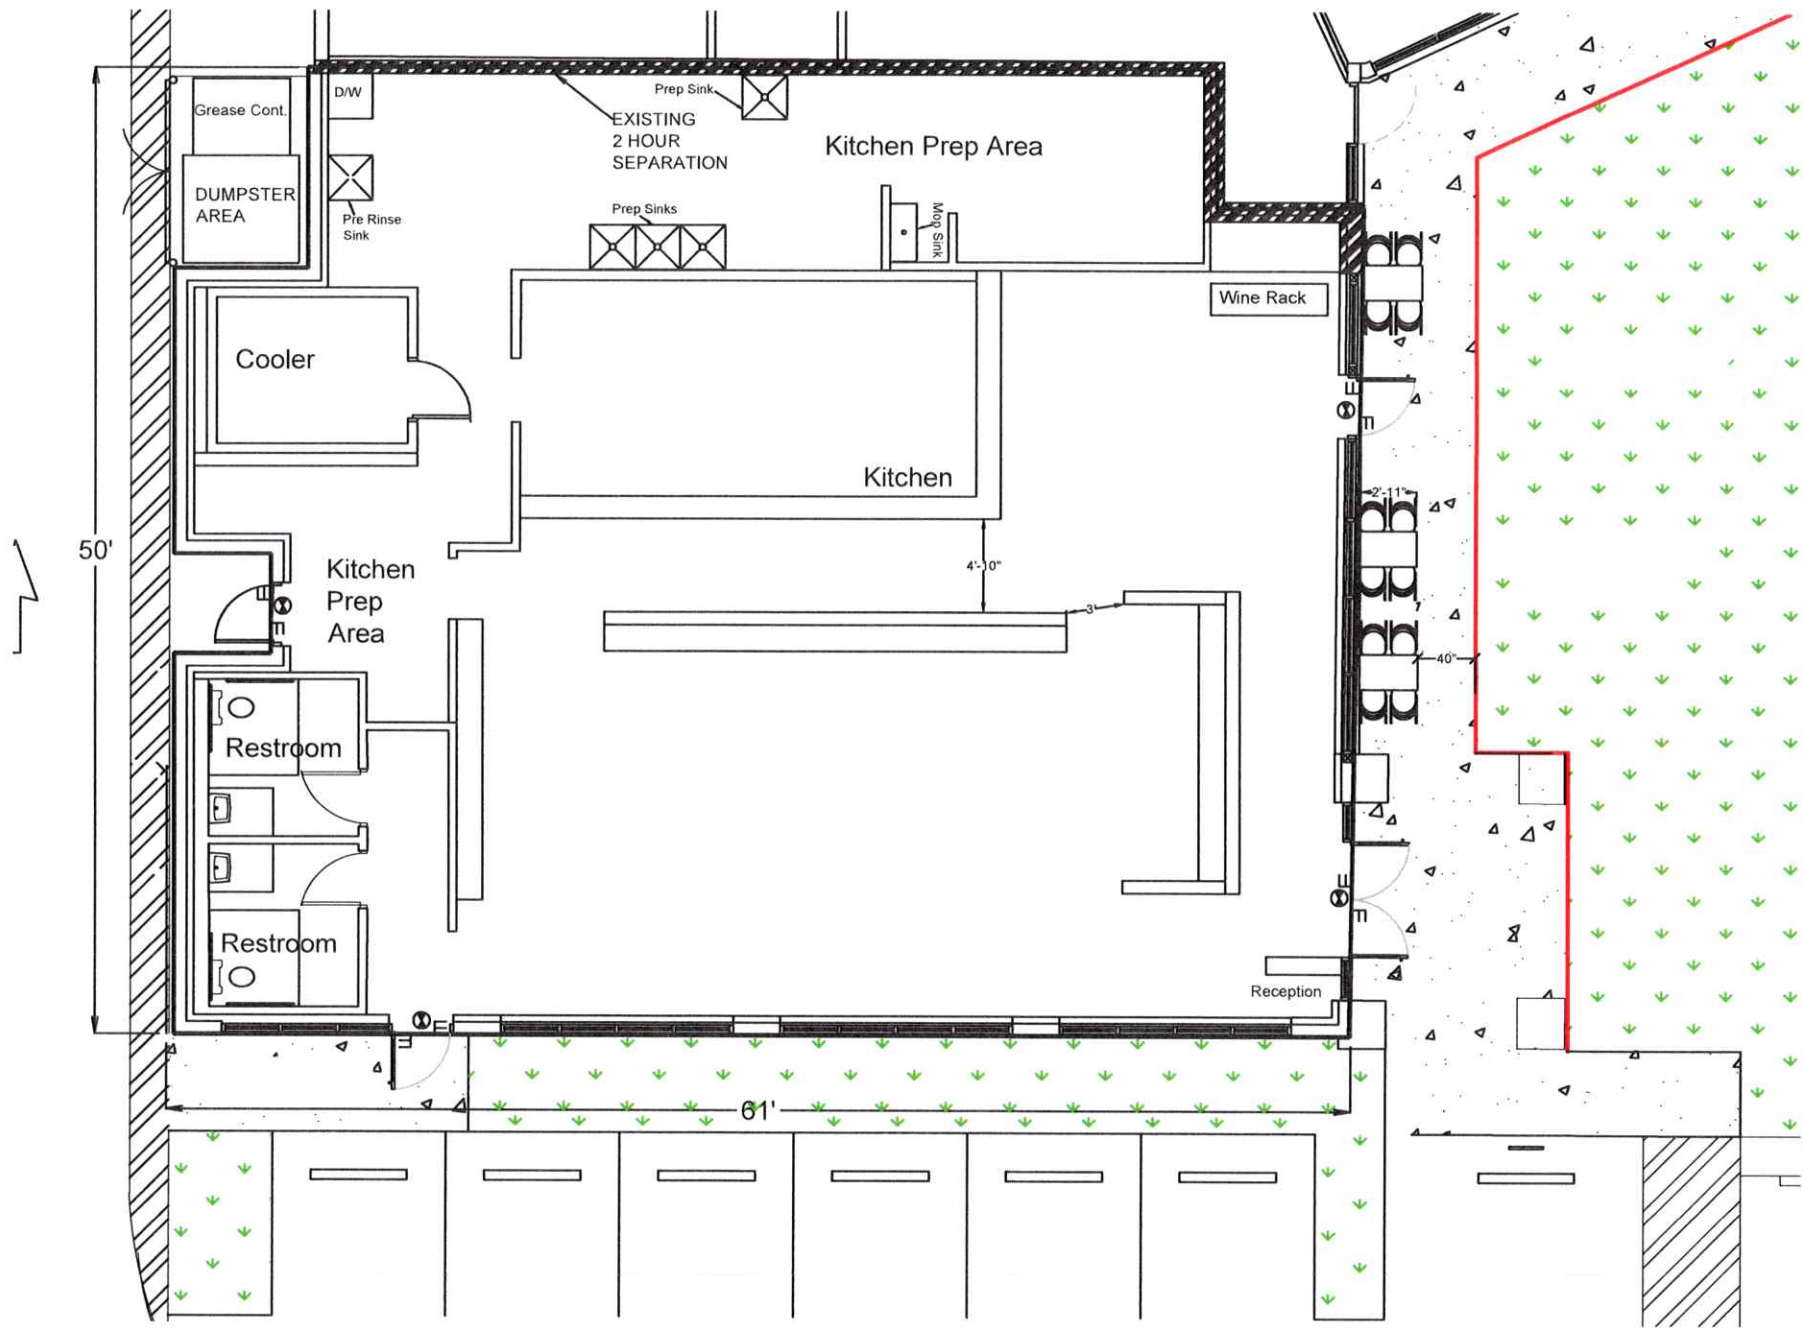 D/W
Grease Cont.
Prep Sink
EXISTING
2 HOUR
SEPARATION
Kitchen Prep Area
DUMPSTER
AREA
Pre Rinse
Sink
Prep Sinks
Mop Sink
Wine Rack
Cooler
E
E
Kitchen
2'-11"
50'
4'-10"
Kitchen
Prep
Area
E
3'
40"
Restroom
E
E
Restroom
Reception
E
E
61'